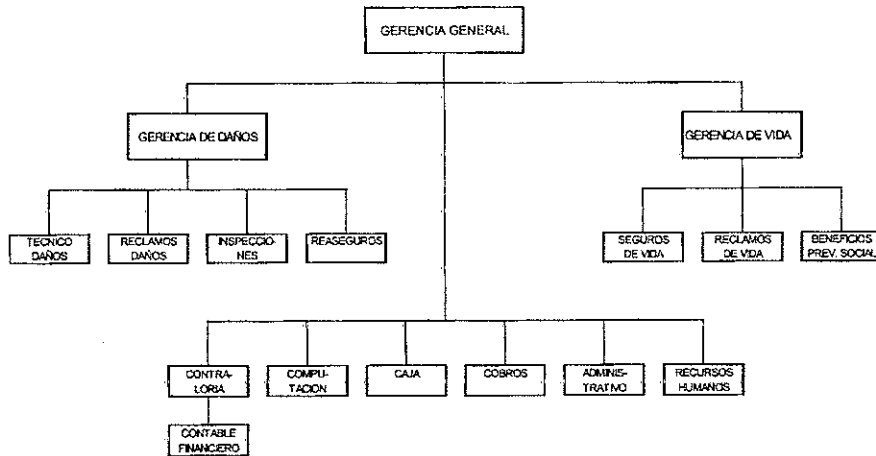 GERENCIA GENERAL
GERENCIA DE DAÑOS
GERENCIA DE VIDA
TECNICO
DAÑOS
RECLAMOS
DAÑOS
INSPECCIO-
NES
REASEGUROS
SEGUROS
DE VIDA
RECLAMOS
DE VIDA
BENEFICIOS
PREV. SOCIAL
CONTRA-
LORIA
COMPU-
TACION
CAJA
COBROS
ADMINIS-
TRATIVO
RECURSOS
HUMANOS
CONTABLE
FINANCIERO